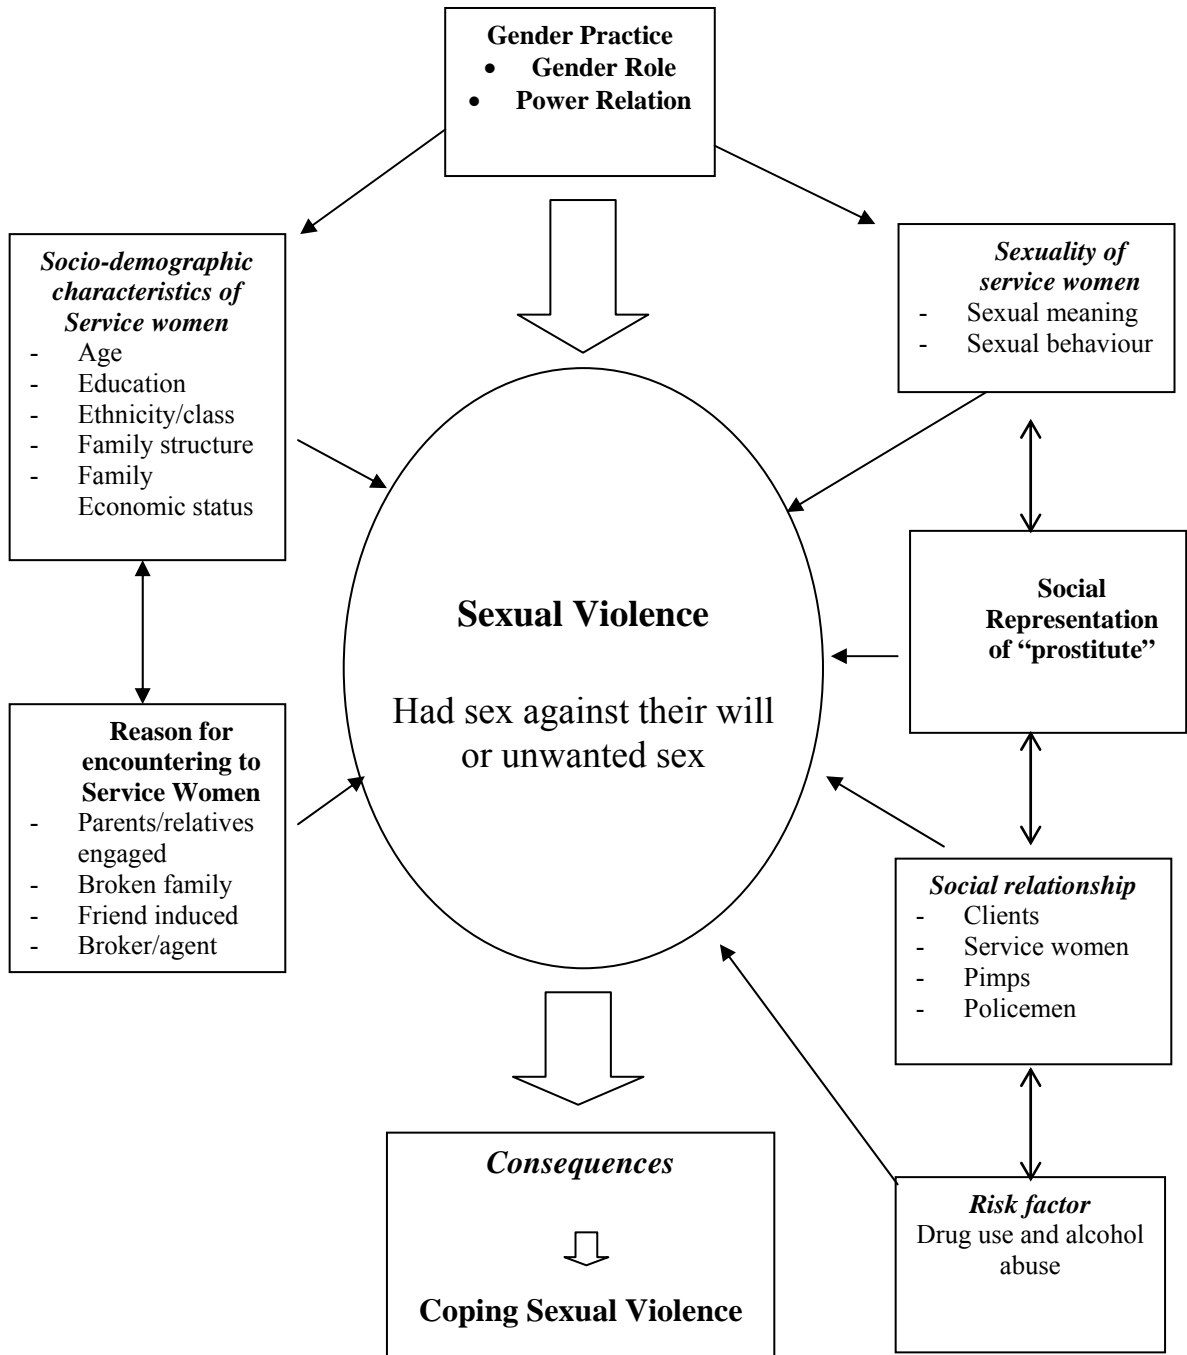 Gender Practice
• Gender Role
• Power Relation
Socio-demographic
characteristics of
Service women
- Age
- Education
- Ethnicity/class
- Family structure
- Family
Economic status
Sexuality of
service women
- Sexual meaning
- Sexual behaviour
Sexual Violence
Had sex against their will
or unwanted sex
Social
Representation
of “prostitute”
Reason for
encountering to
Service Women
- Parents/relatives
engaged
- Broken family
- Friend induced
- Broker/agent
Social relationship
- Clients
- Service women
- Pimps
- Policemen
Consequences
Coping Sexual Violence
Risk factor
Drug use and alcohol
abuse